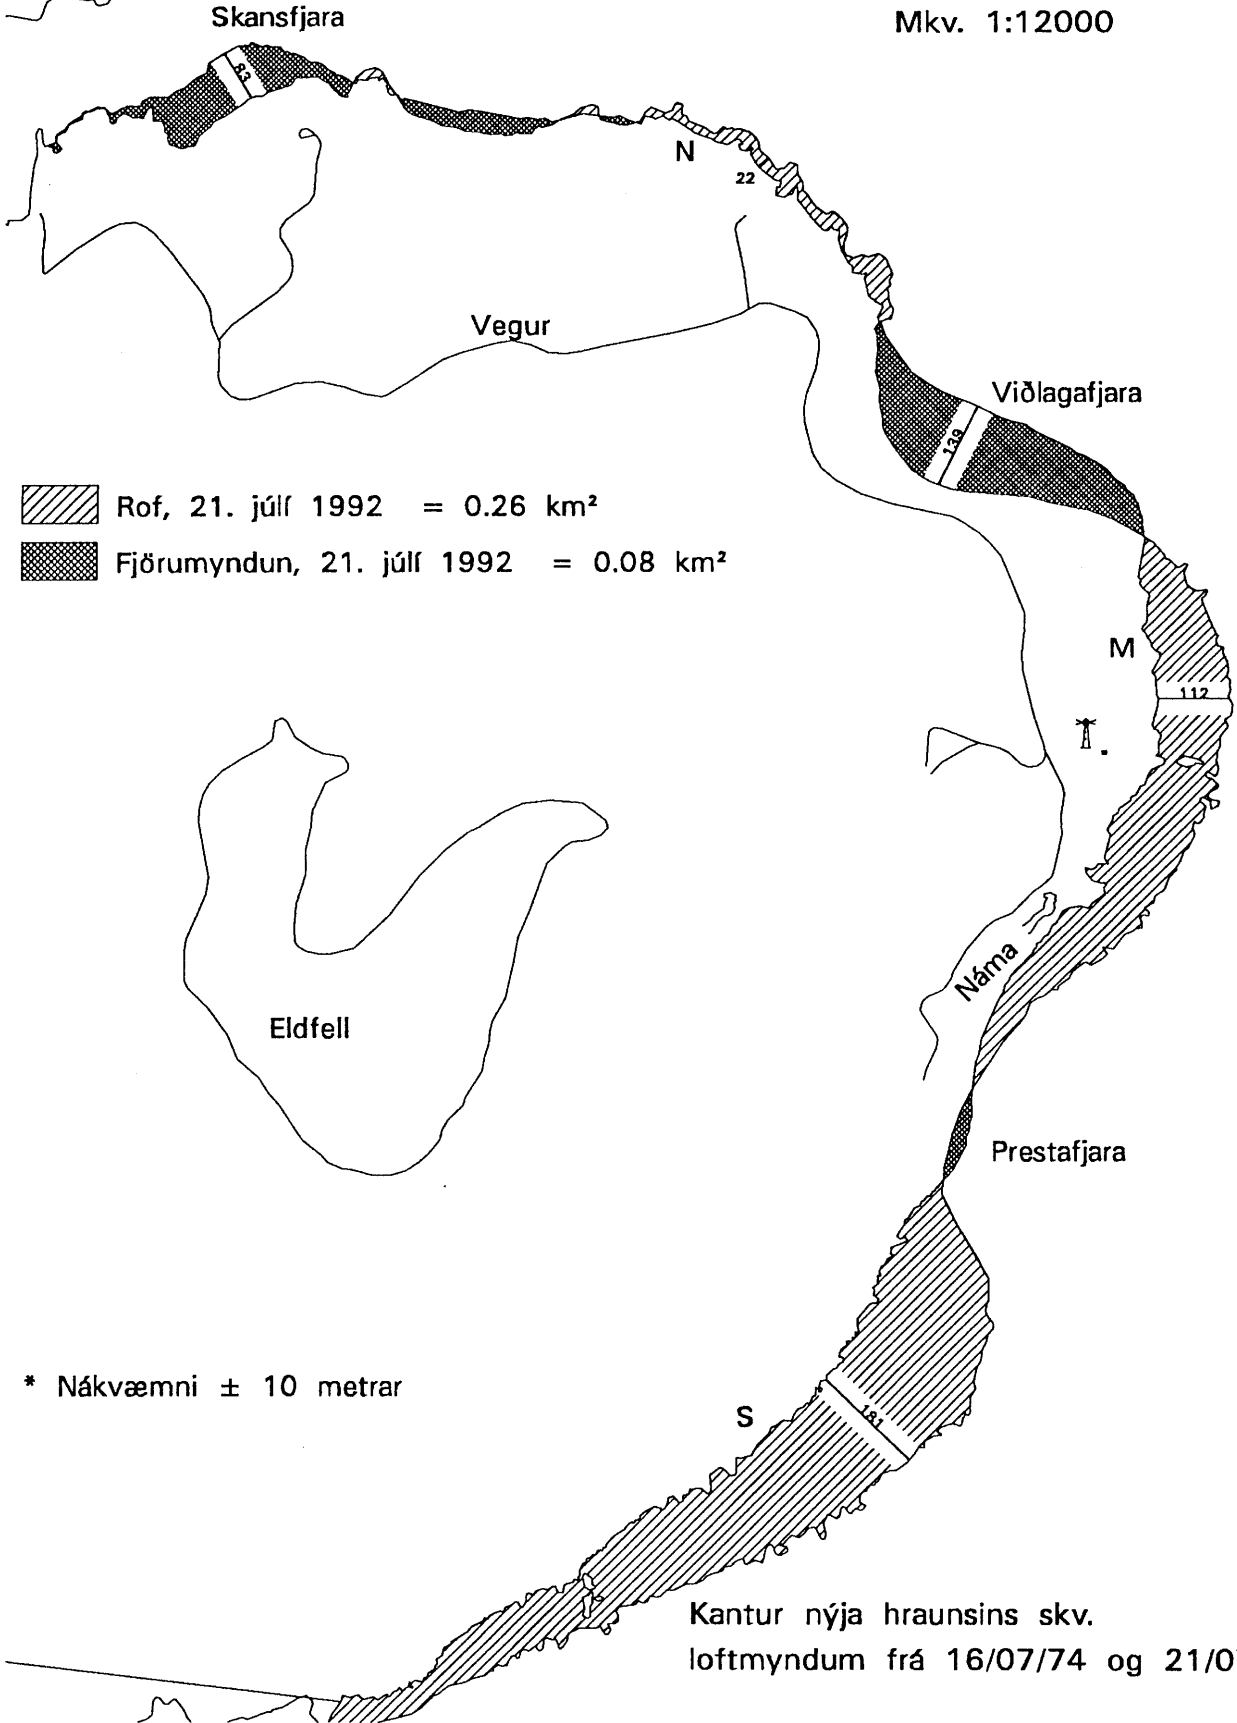 Skansfjara
Mkv. 1:12000
83
N
22
Vegur
Viðlagafjara
139
Rof, 21. júlí 1992 = 0.26 km²
Fjörumyndun, 21. júlí 1992 = 0.08 km²
M
112
Náma
Eldfell
Prestafjara
* Nákvæmni ± 10 metrar
S
181
Kantur nýja hraunsins skv.
loftmyndum frá 16/07/74 og 21/0